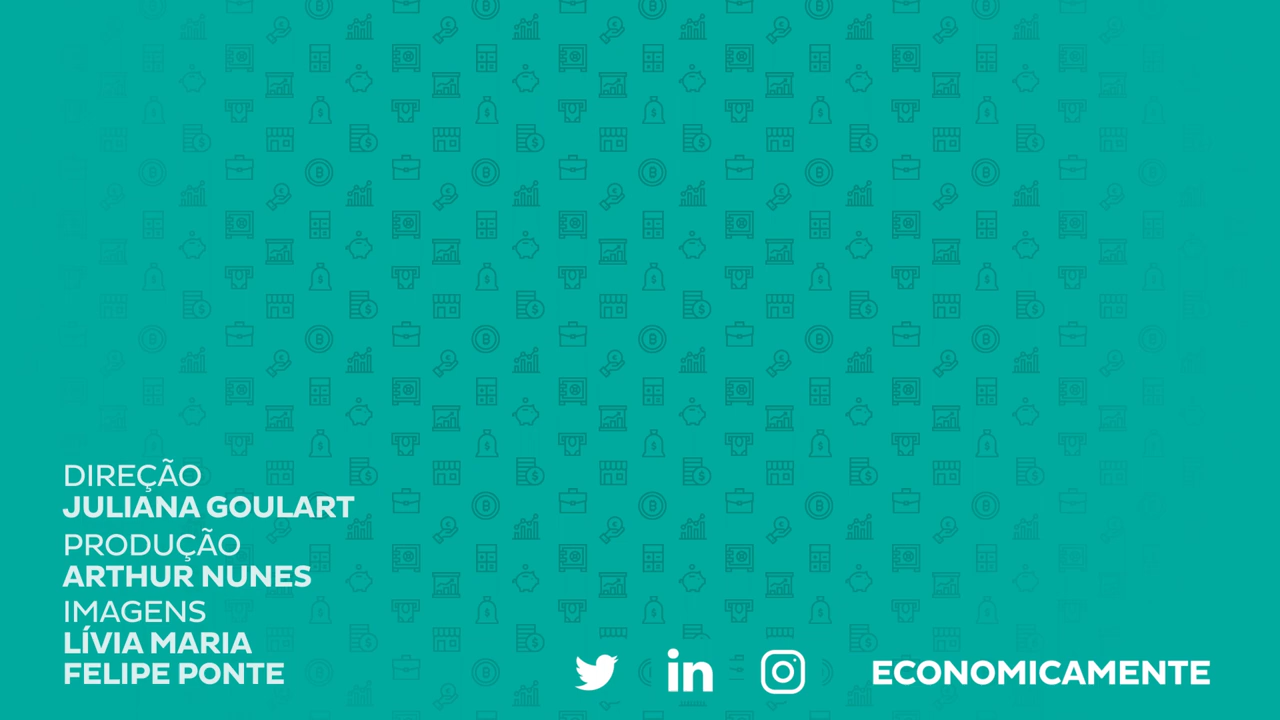 DIREÇÃO
JULIANA GOULART
PRODUÇÃO
ARTHUR NUNES
IMAGENS
LÍVIA MARIA
FELIPE PONTE
ECONOMICAMENTE